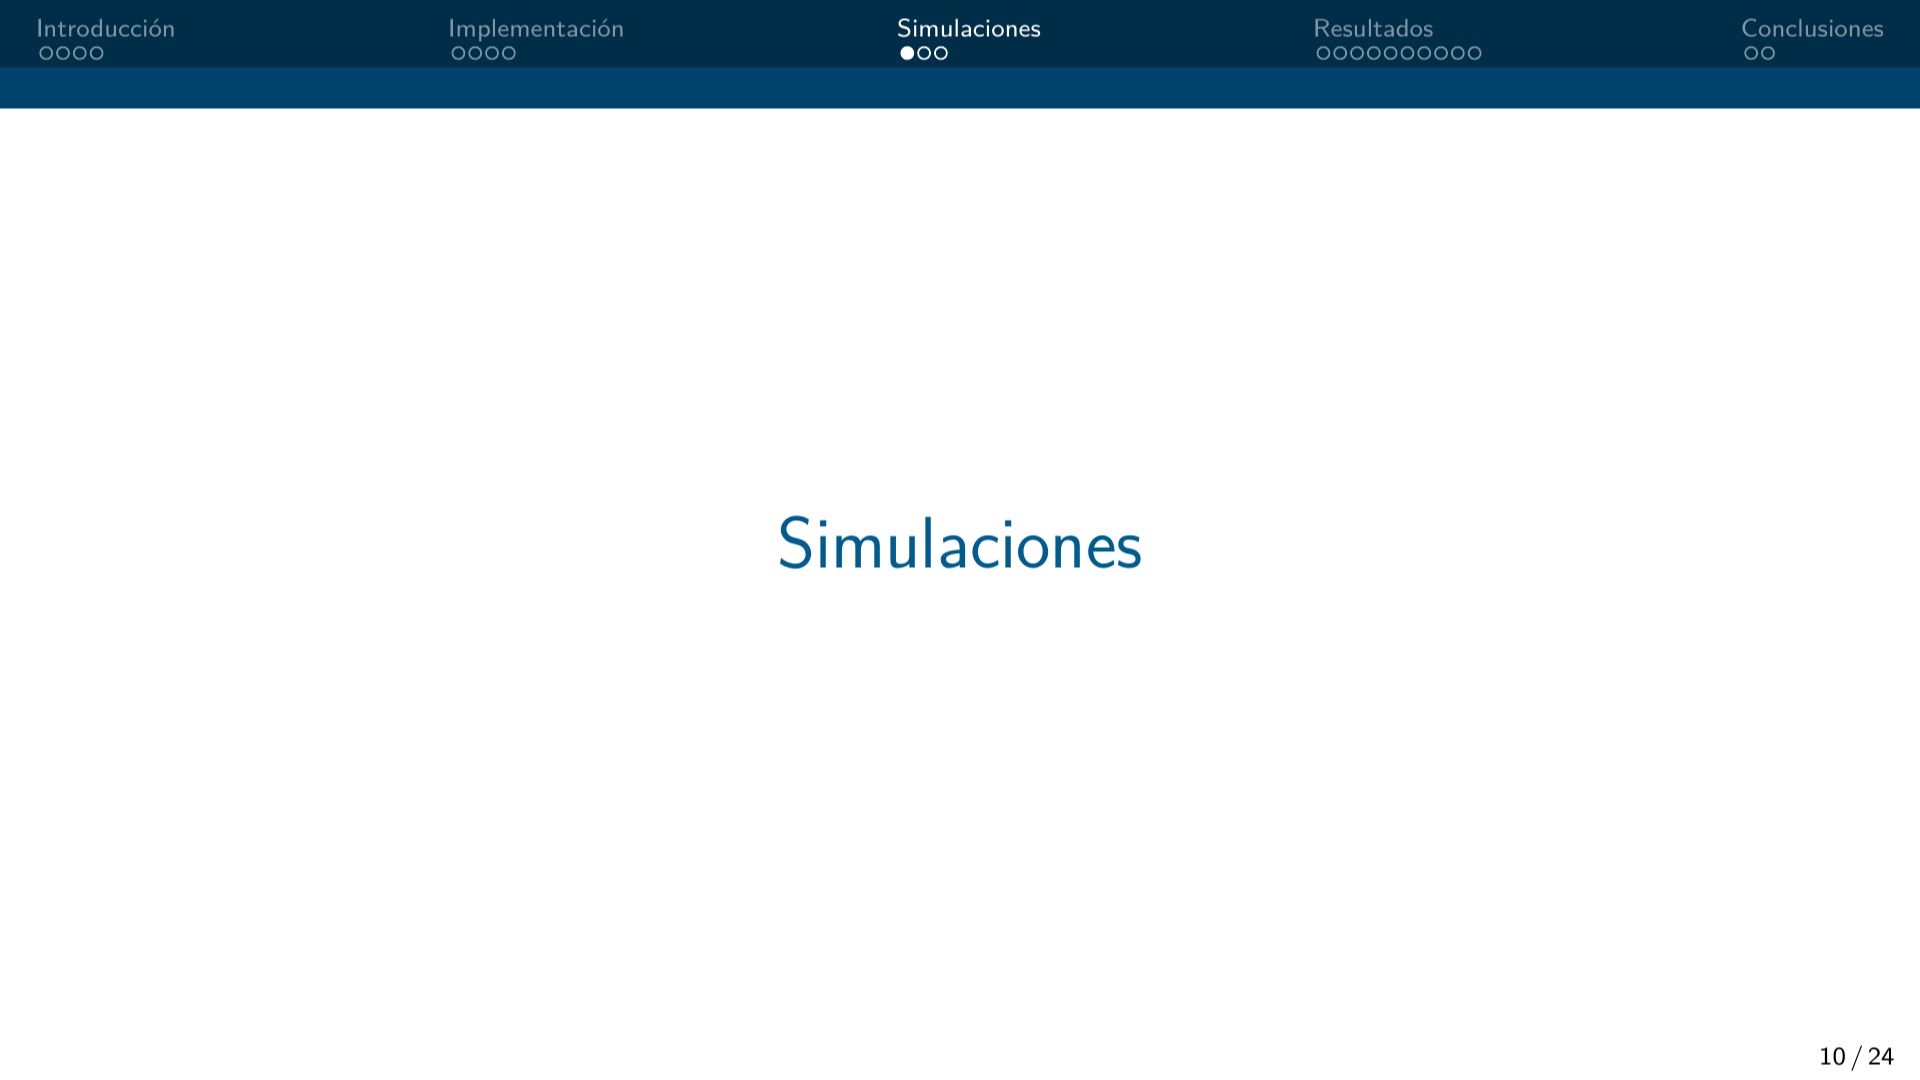 Introducción
Implementación
Simulaciones
Resultados
Conclusiones
Simulaciones
10 / 24